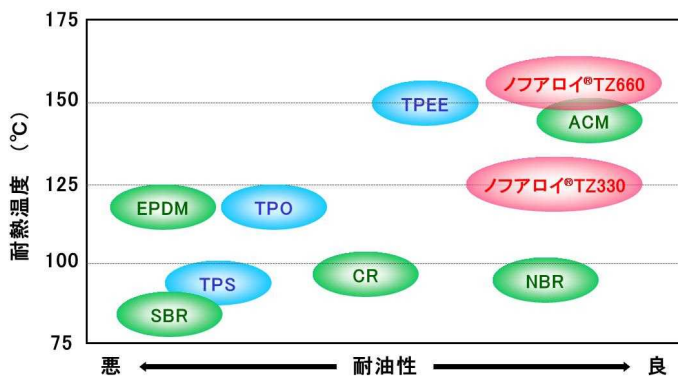 175
150
125
100
75
耐熱温度 (℃)
ノフアロイ®TZ660
TPEE
ACM
ノフアロイ®TZ330
EPDM
TPO
CR
NBR
TPS
SBR
悪 耐油性 良